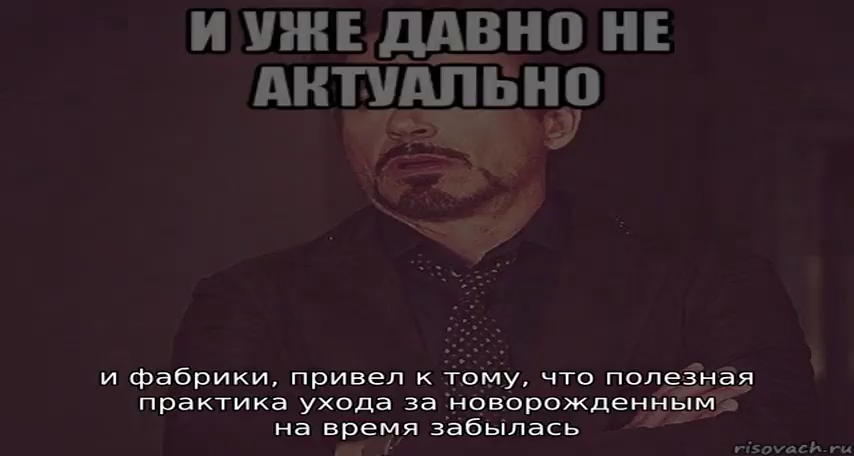 И УЖЕ ДАВНО НЕ
АКТУАЛЬНО
и фабрики, привел к тому, что полезная
практика ухода за новорожденным
на время забылась
risovach.ru